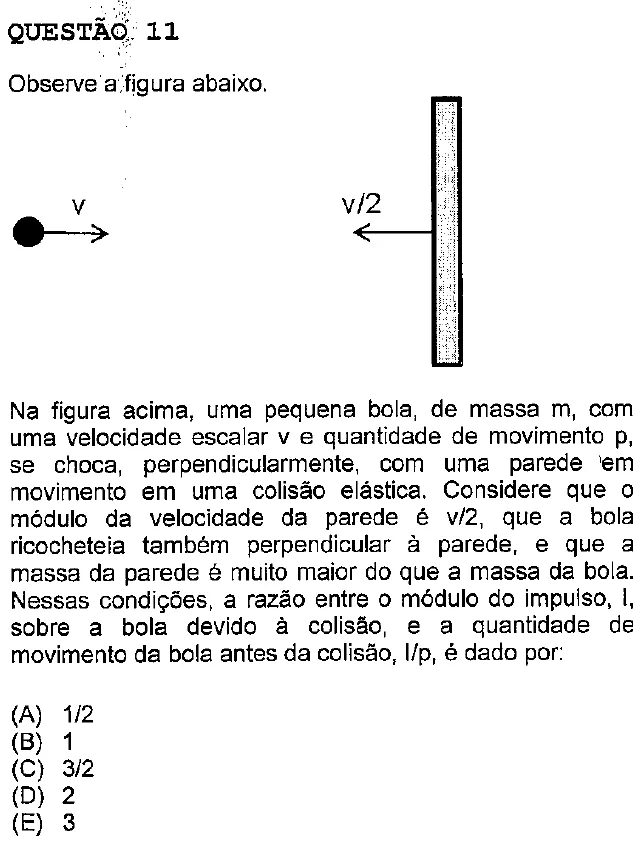 QUESTÃO 11
Observe a figura abaixo.
v
v/2
Na figura acima, uma pequena bola, de massa m, com
uma velocidade escalar v e quantidade de movimento p,
se choca, perpendicularmente, com uma parede em
movimento em uma colisão elástica. Considere que o
módulo da velocidade da parede é v/2, que a bola
ricocheteia também perpendicular à parede, e que a
massa da parede é muito maior do que a massa da bola.
Nessas condições, a razão entre o módulo do impulso, I,
sobre a bola devido à colisão, e a quantidade de
movimento da bola antes da colisão, I/p, é dado por:
(A) 1/2
(B) 1
(C) 3/2
(D) 2
(E) 3